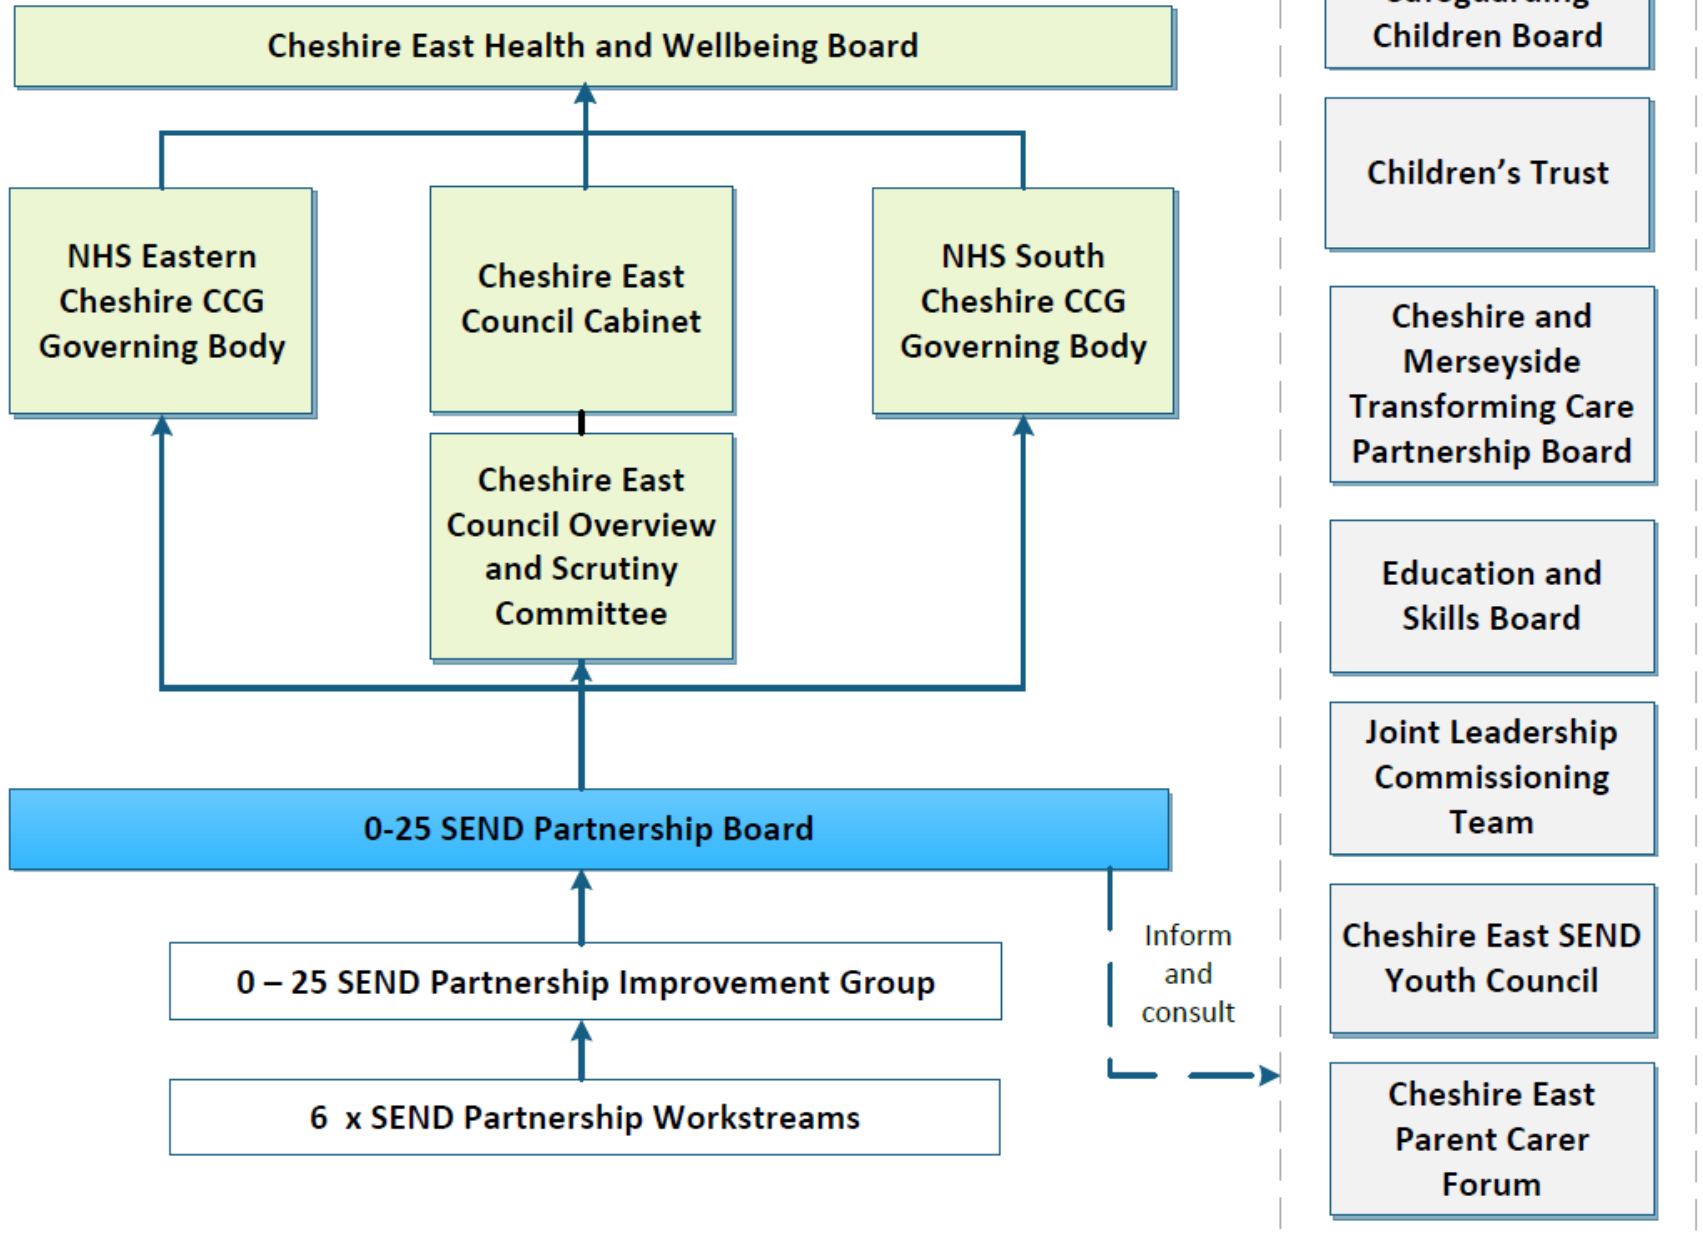 Cheshire East Health and Wellbeing Board
NHS Eastern
Cheshire CCG
Governing Body
Cheshire East
Council Cabinet
NHS South
Cheshire CCG
Governing Body
Cheshire East
Council Overview
and Scrutiny
Committee
0-25 SEND Partnership Board
0 – 25 SEND Partnership Improvement Group
6 x SEND Partnership Workstreams
Inform
and
consult
Safeguarding
Children Board
Children’s Trust
Cheshire and
Merseyside
Transforming Care
Partnership Board
Education and
Skills Board
Joint Leadership
Commissioning
Team
Cheshire East SEND
Youth Council
Cheshire East
Parent Carer
Forum